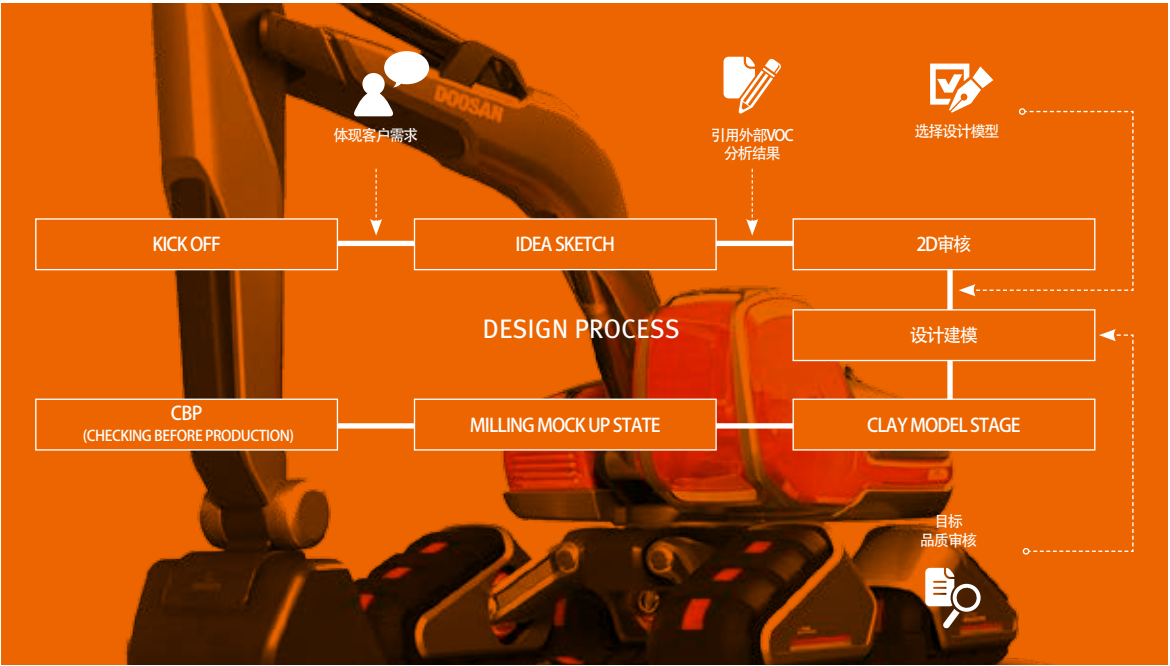 DOOSAN
体现客户需求
引用外部VOC
分析结果
选择设计模型
KICK OFF
IDEA SKETCH
2D审核
DESIGN PROCESS
设计建模
CBP
(CHECKING BEFORE PRODUCTION)
MILLING MOCK UP STATE
CLAY MODEL STAGE
目标
品质审核